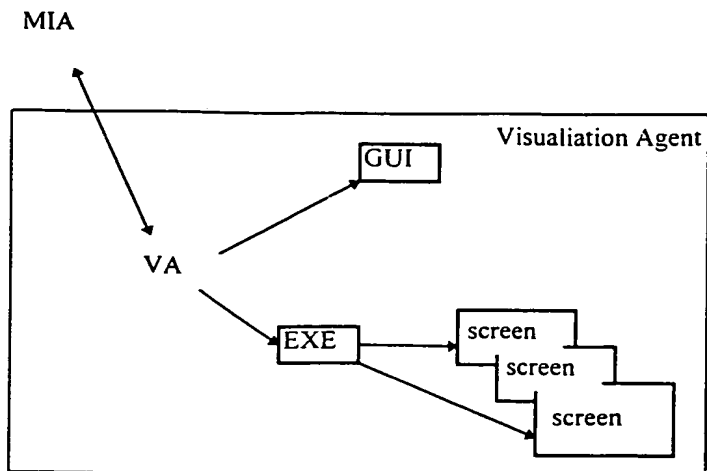 MIA
Visualiation Agent
GUI
VA
EXE
screen
screen
screen